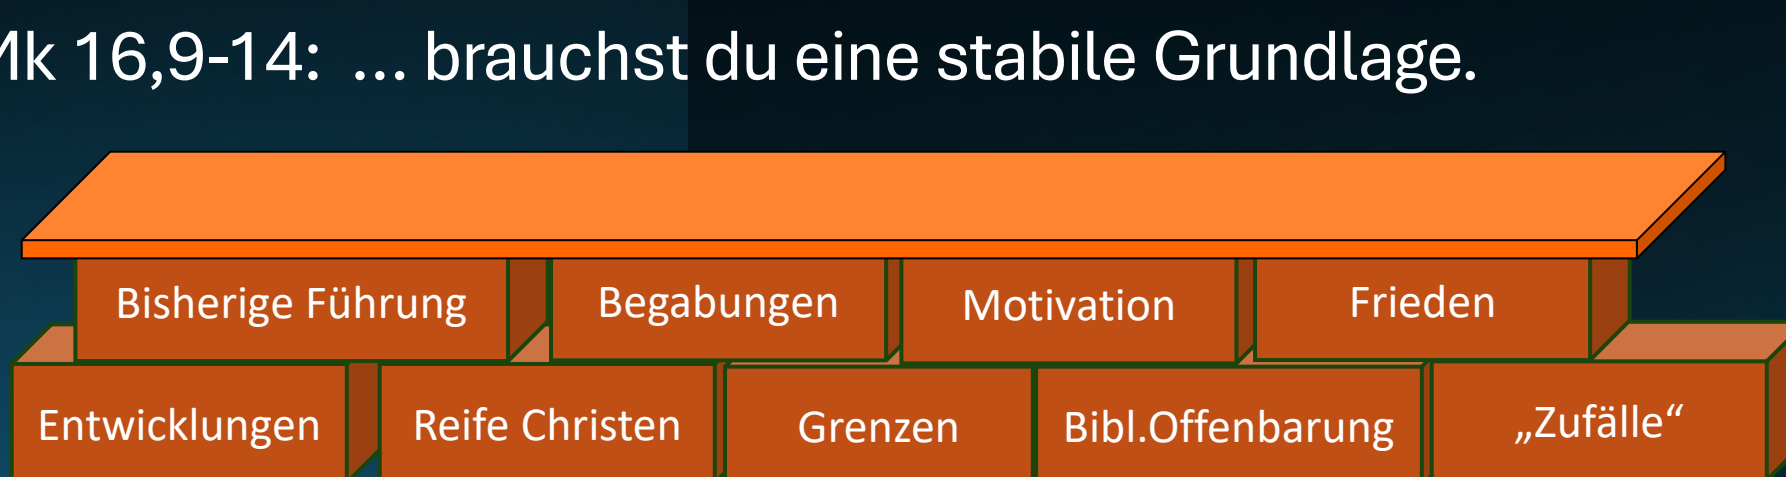 Mk 16,9-14: ... brauchst du eine stabile Grundlage.
Bisherige Führung Begabungen Motivation Frieden
Entwicklungen Reife Christen Grenzen Bibl.Offenbarung „Zufälle“